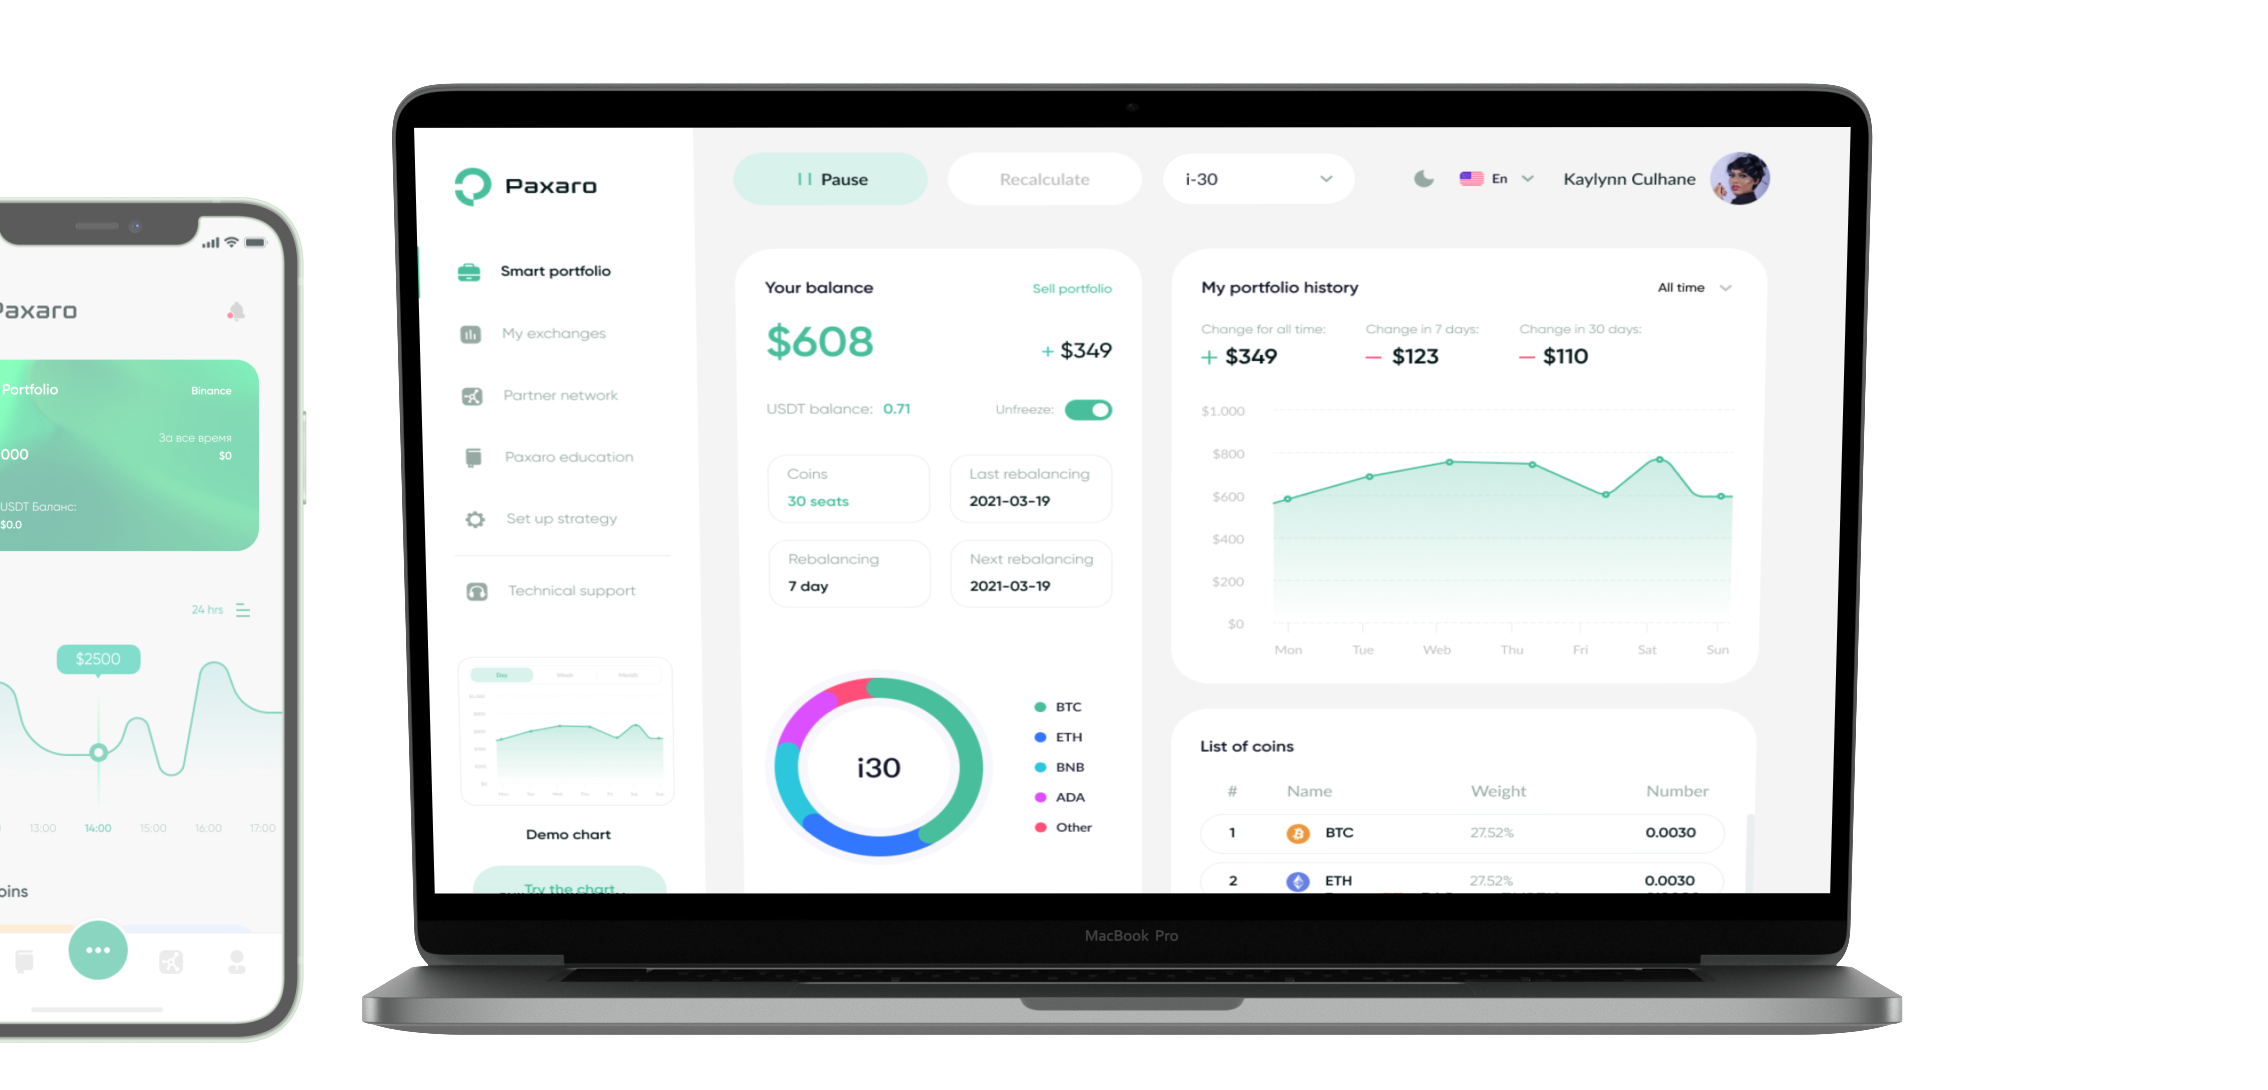 Paxaro
Portfolio
Binance
За все время
000
$0
USDT Баланс:
$0.0
24 hrs
$2500
13:00
14:00
15:00
16:00
17:00
oins
Paxaro
Smart portfolio
My exchanges
Partner network
Paxaro education
Set up strategy
Technical support
Day
Week
Month
Demo chart
Try the chart
Pause
Recalculate
i-30
En
Kaylynn Culhane
Your balance
Sell portfolio
$608
+ $349
USDT balance: 0.71
Unfreeze:
Coins
30 seats
Last rebalancing
2021-03-19
Rebalancing
7 day
Next rebalancing
2021-03-19
i30
BTC
ETH
BNB
ADA
Other
My portfolio history
All time
Change for all time:
+ $349
Change in 7 days:
— $123
Change in 30 days:
— $110
$1.000
$800
$600
$400
$200
$0
Mon
Tue
Web
Thu
Fri
Sat
Sun
List of coins
# Name Weight Number
1 BTC 27.52% 0.0030
2 ETH 27.52% 0.0030
MacBook Pro